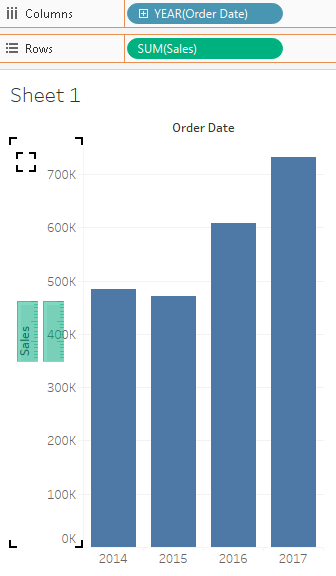 Columns YEAR(Order Date)
Rows SUM(Sales)
Sheet 1
Order Date
700K
600K
500K
Sales
400K
300K
200K
100K
0K
2014 2015 2016 2017